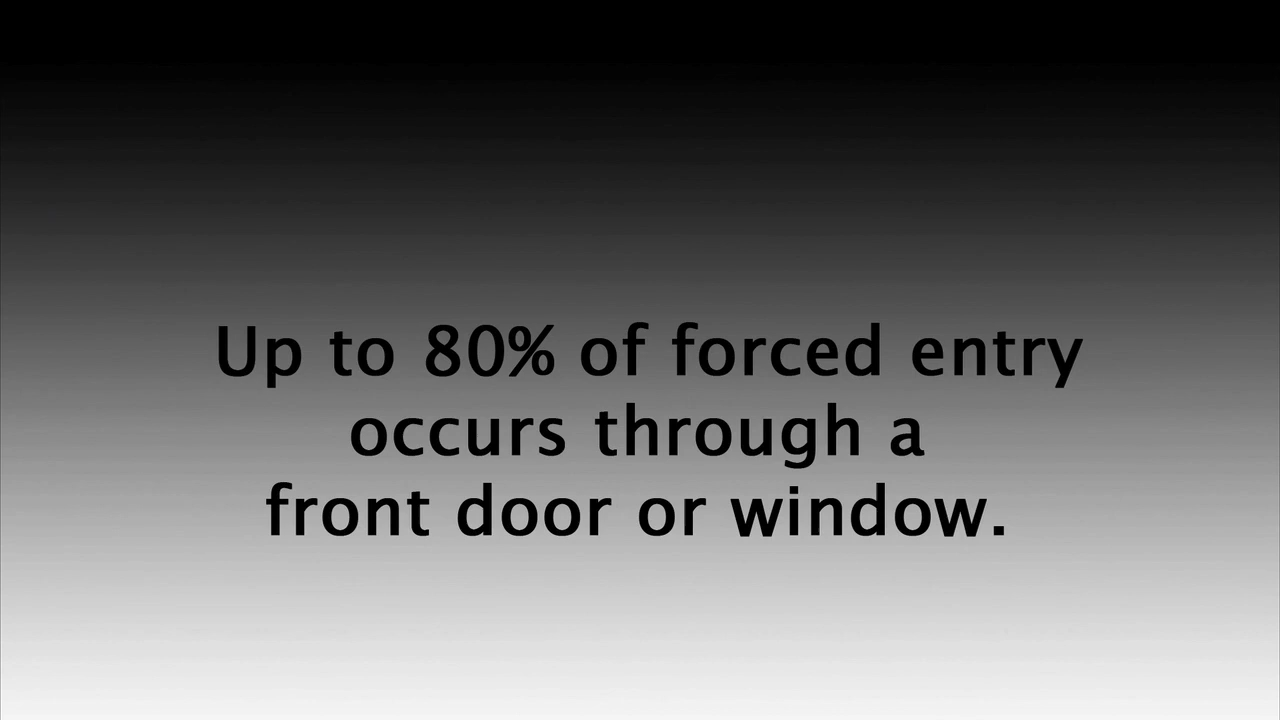 Up to 80% of forced entry
occurs through a
front door or window.